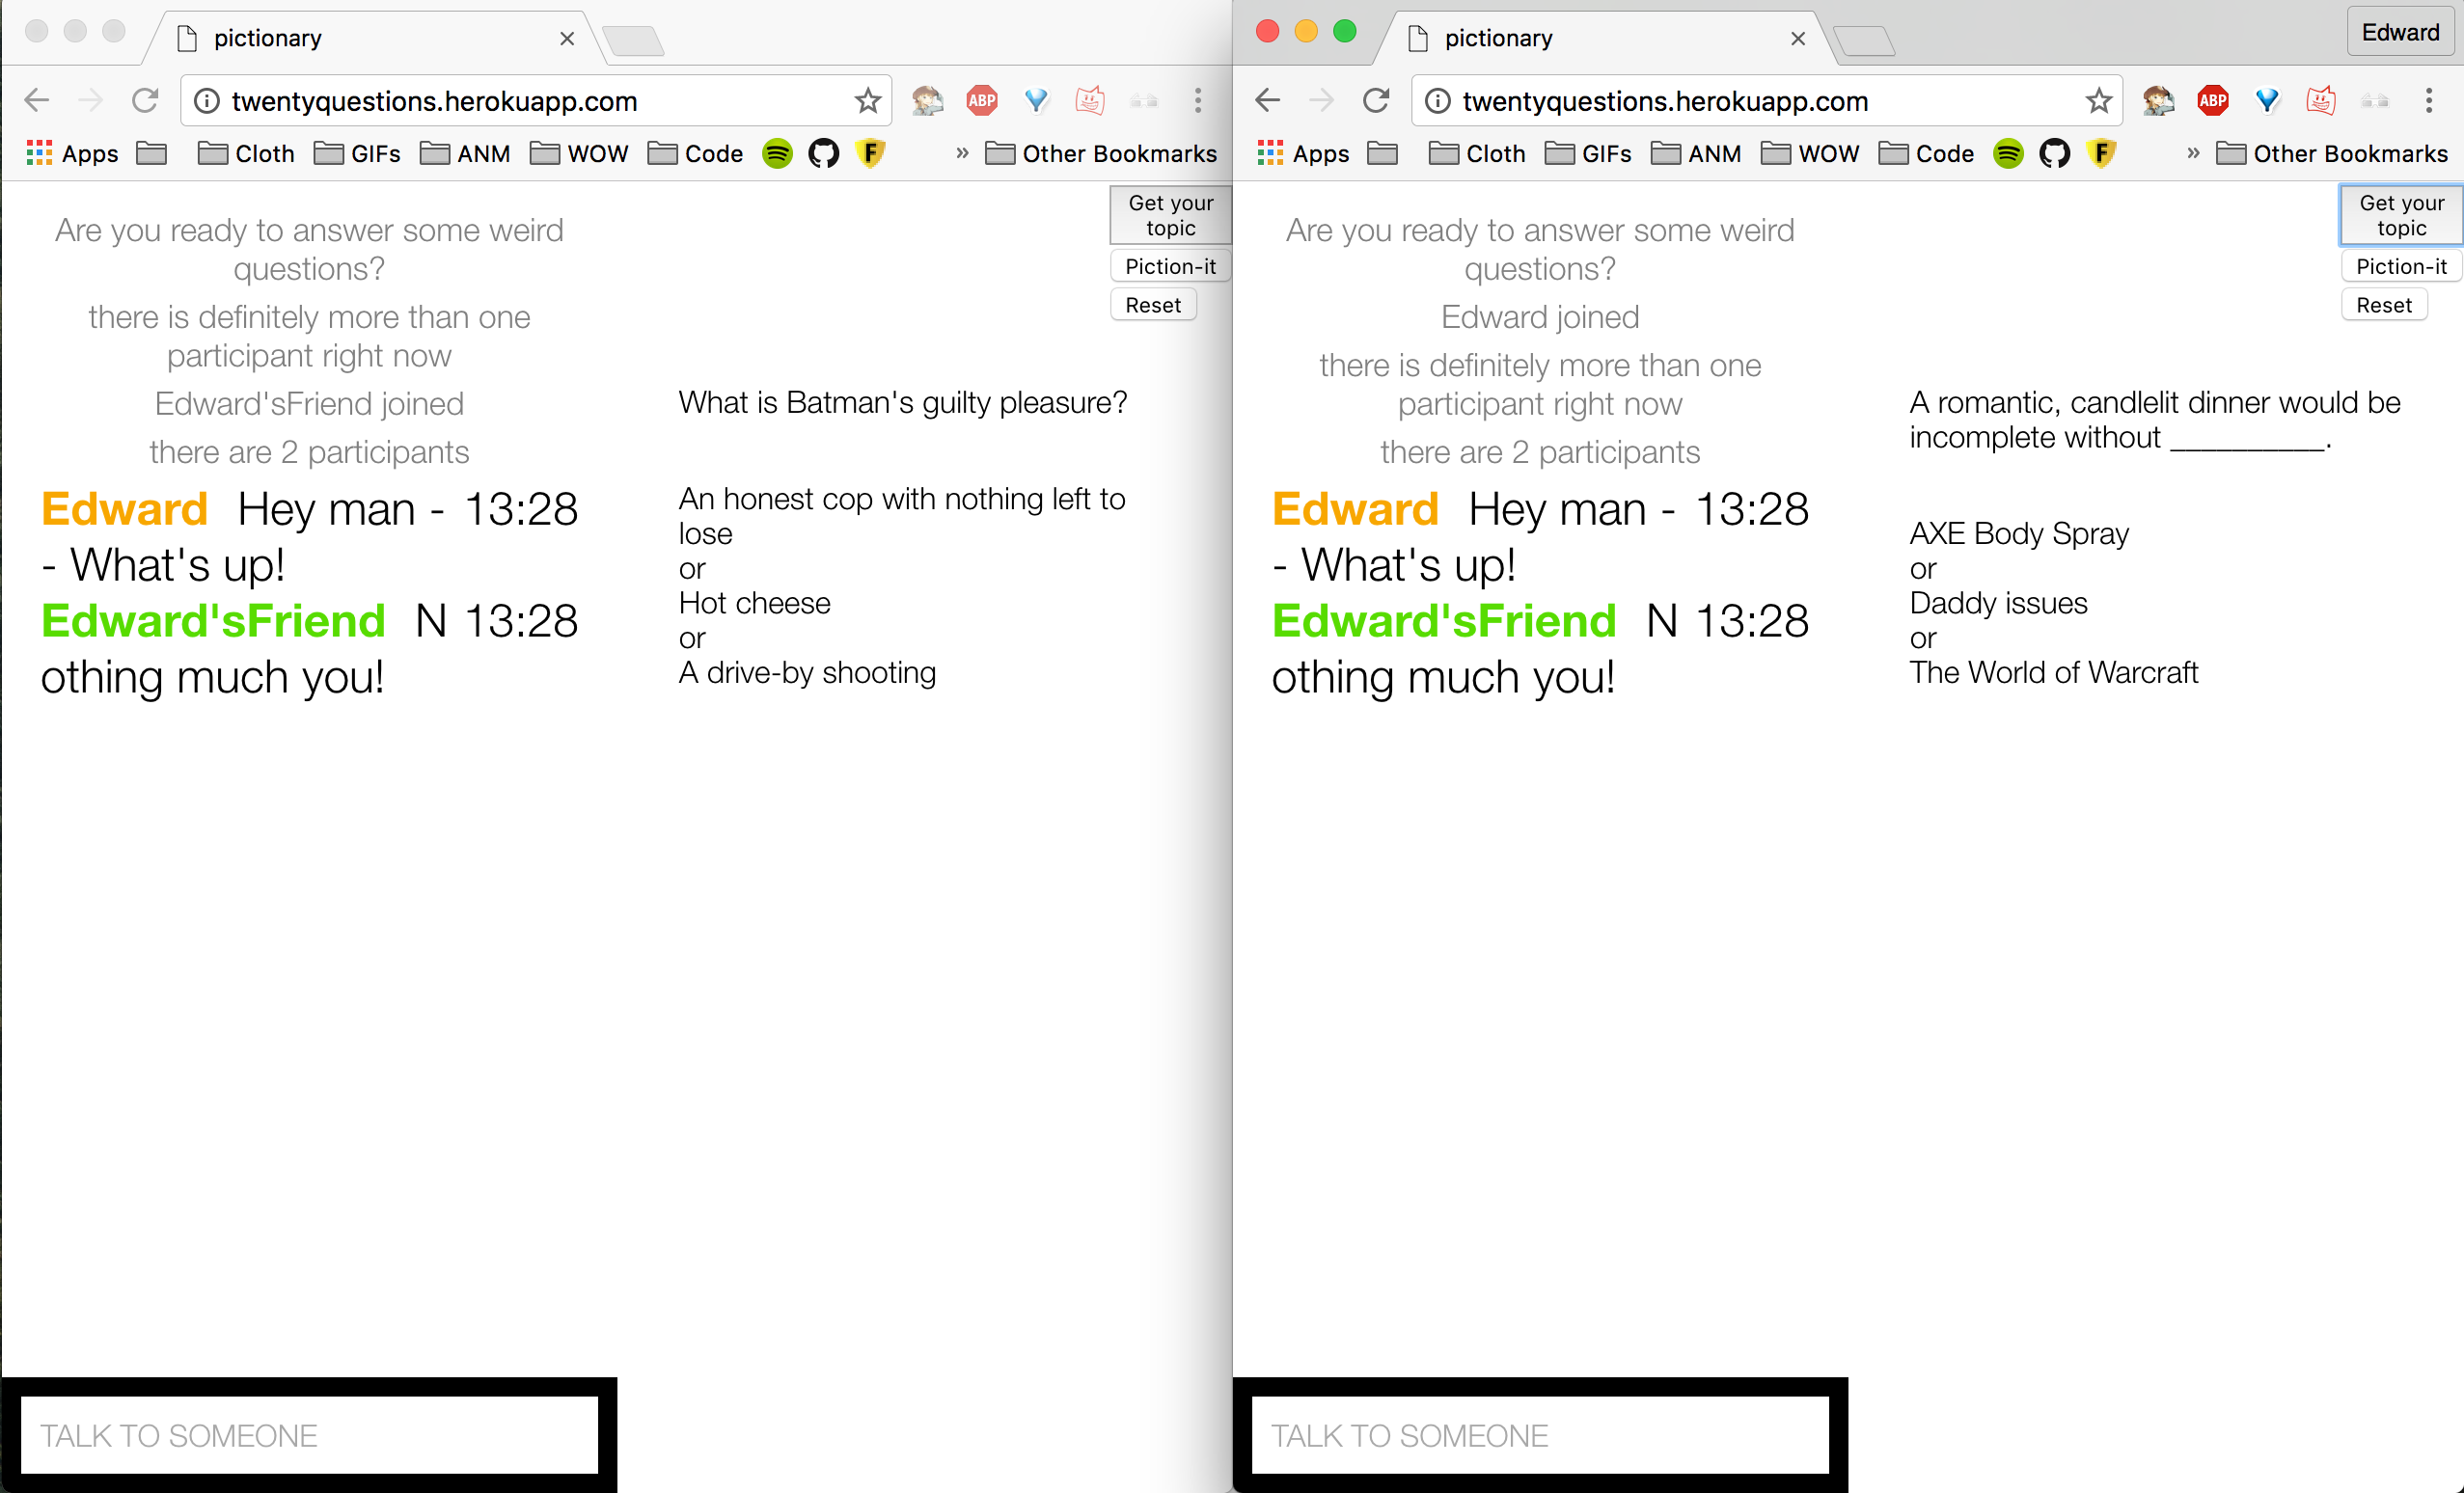 pictionary
twentyquestions.herokuapp.com
ABP
Apps Cloth GIFs ANM WOW Code F » Other Bookmarks
Get your
topic
Piction-it
Reset
Are you ready to answer some weird
questions?
there is definitely more than one
participant right now
Edward'sFriend joined
there are 2 participants
Edward Hey man - 13:28
- What's up!
Edward'sFriend N 13:28
othing much you!
What is Batman's guilty pleasure?
An honest cop with nothing left to
lose
or
Hot cheese
or
A drive-by shooting
TALK TO SOMEONE
pictionary
Edward
twentyquestions.herokuapp.com
ABP
Apps Cloth GIFs ANM WOW Code F » Other Bookmarks
Get your
topic
Piction-it
Reset
Are you ready to answer some weird
questions?
Edward joined
there is definitely more than one
participant right now
there are 2 participants
Edward Hey man - 13:28
- What's up!
Edward'sFriend N 13:28
othing much you!
A romantic, candlelit dinner would be
incomplete without __________.
AXE Body Spray
or
Daddy issues
or
The World of Warcraft
TALK TO SOMEONE